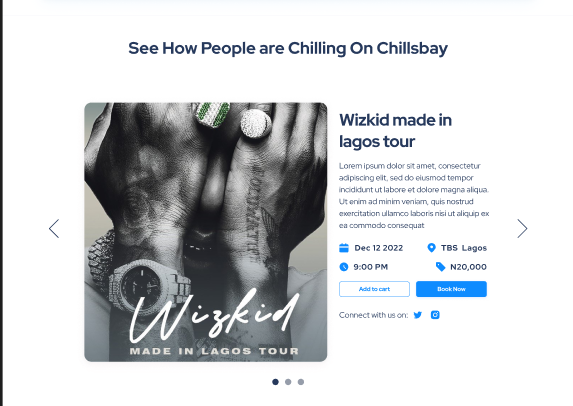 See How People are Chilling On Chillsbay
Wizkid
MADE IN LAGOS TOUR
Wizkid made in
lagos tour
Lorem ipsum dolor sit amet, consectetur
adipiscing elit, sed do eiusmod tempor
incididunt ut labore et dolore magna aliqua.
Ut enim ad minim veniam, quis nostrud
exercitation ullamco laboris nisi ut aliquip ex
ea commodo consequat
Dec 12 2022 TBS Lagos
9:00 PM N20,000
Add to cart Book Now
Connect with us on: